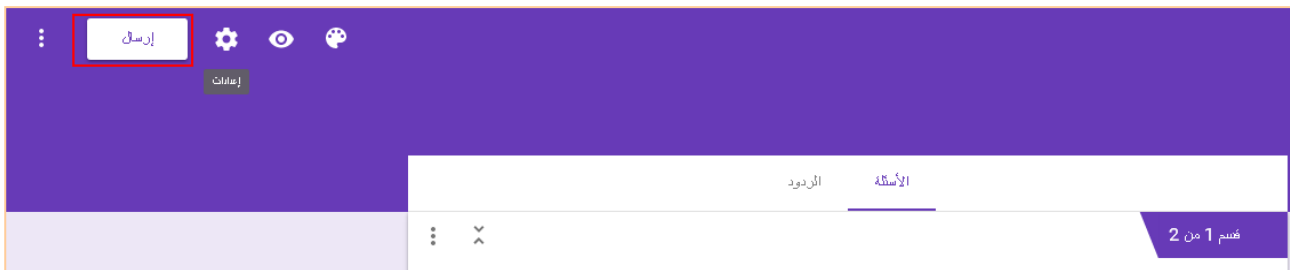 إرسال
إعدادات
الأسئلة
الردود
قسم 1 من 2